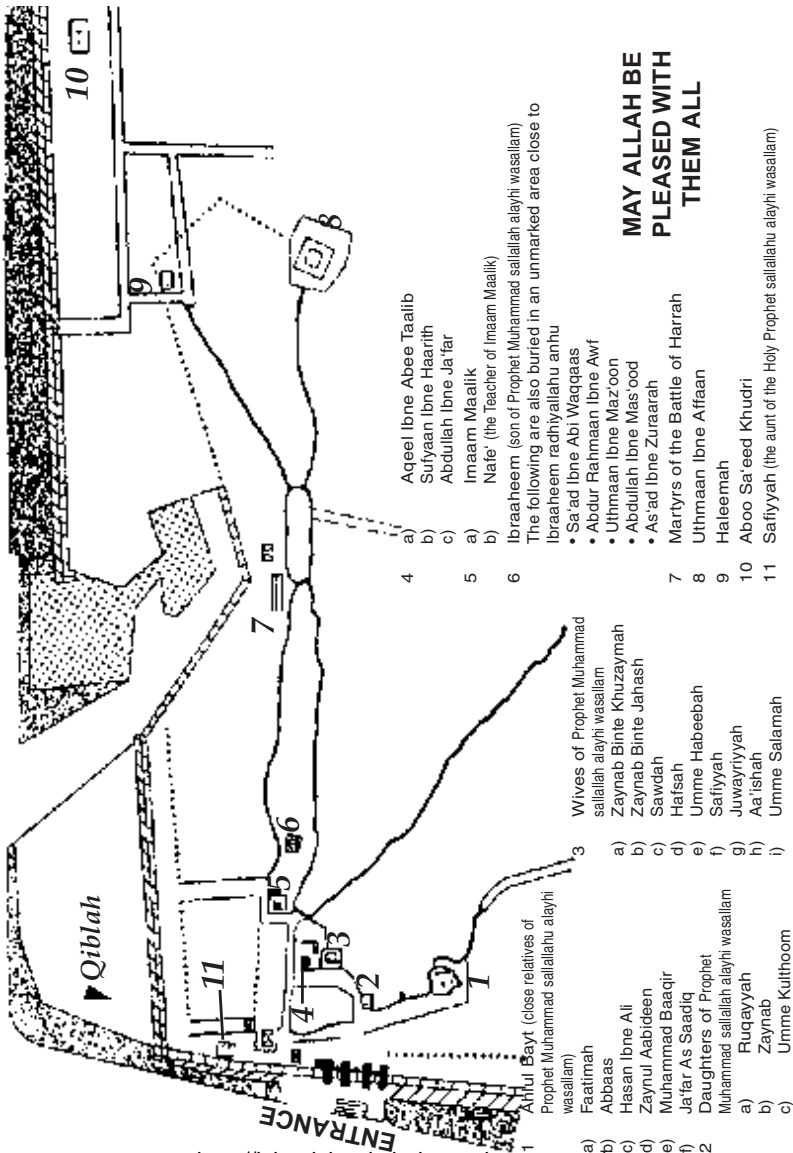 Qiblah
ENTRANCE
1
2
3
4
5
6
7
8
9
10
11
1 Ahlul Bayt (close relatives of
Prophet Muhammad sallallahu alayhi
wasallam)
a) Faatimah
b) Abbaas
c) Hasan Ibne Ali
d) Zaynul Aabideen
e) Muhammad Baaqir
f) Ja'far As Saadiq
2 Daughters of Prophet
Muhammad sallallah alayhi wasallam
a) Ruqayyah
b) Zaynab
c) Umme Kulthoom
3 Wives of Prophet Muhammad
sallallah alayhi wasallam
a) Zaynab Binte Khuzaymah
b) Zaynab Binte Jahash
c) Sawdah
d) Hafsah
e) Umme Habeebah
f) Safiyyah
g) Juwayriyyah
h) Aa'ishah
i) Umme Salamah
4 a) Aqeel Ibne Abee Taalib
b) Sufyaan Ibne Haarith
c) Abdullah Ibne Ja'far
5 a) Imaam Maalik
b) Nafe' (the Teacher of Imaam Maalik)
6 Ibraaheem (son of Prophet Muhammad sallallah alayhi wasallam)
The following are also buried in an unmarked area close to
Ibraaheem radhiyallahu anhu
• Sa'ad Ibne Abi Waqqaas
• Abdur Rahmaan Ibne Awf
• Uthmaan Ibne Maz'oon
• Abdullah Ibne Mas'ood
• As'ad Ibne Zuraarah
7 Martyrs of the Battle of Harrah
8 Uthmaan Ibne Affaan
9 Haleemah
10 Aboo Sa'eed Khudri
11 Safiyyah (the aunt of the Holy Prophet sallallahu alayhi wasallam)
MAY ALLAH BE
PLEASED WITH
THEM ALL